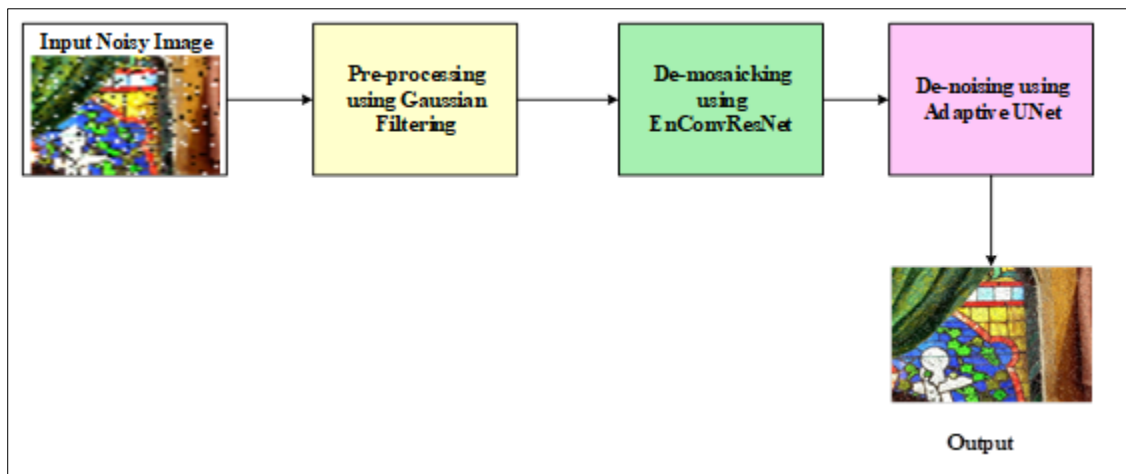 Input Noisy Image
Pre-processing
using Gaussian
Filtering
De-mosaicking
using
EnConvResNet
De-noising using
Adaptive UNet
Output